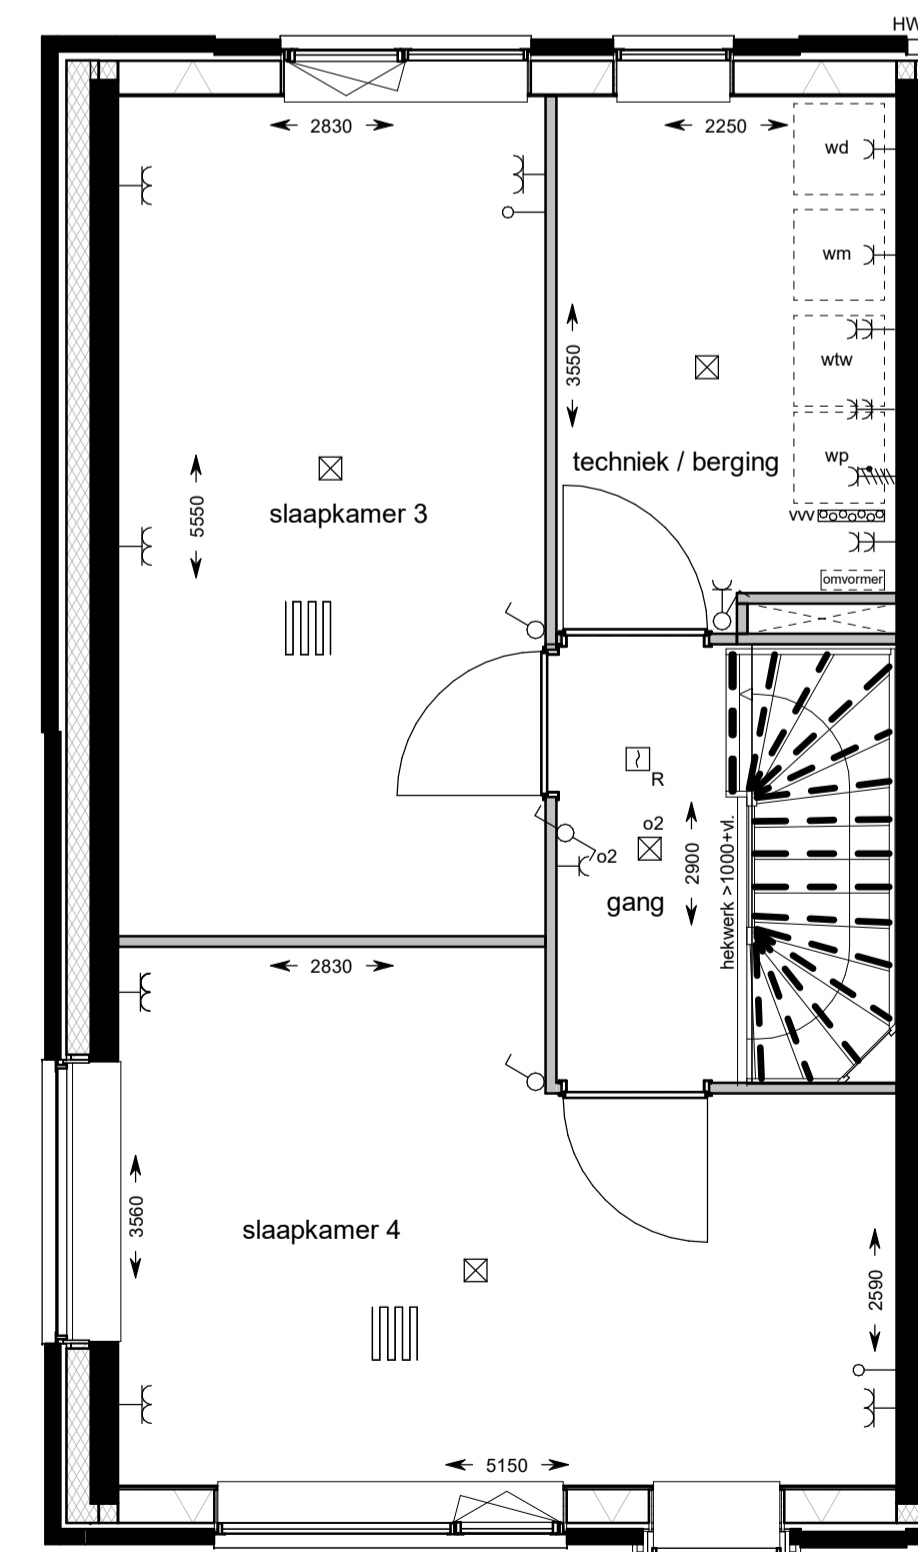 HW
2830
2250
wd
wm
3550
wtw
techniek / berging
wp
slaapkamer 3
5550
vvv
omvormer
R
o2
o2
2900
hekwerk >1000+vl.
gang
2830
3560
slaapkamer 4
2590
5150